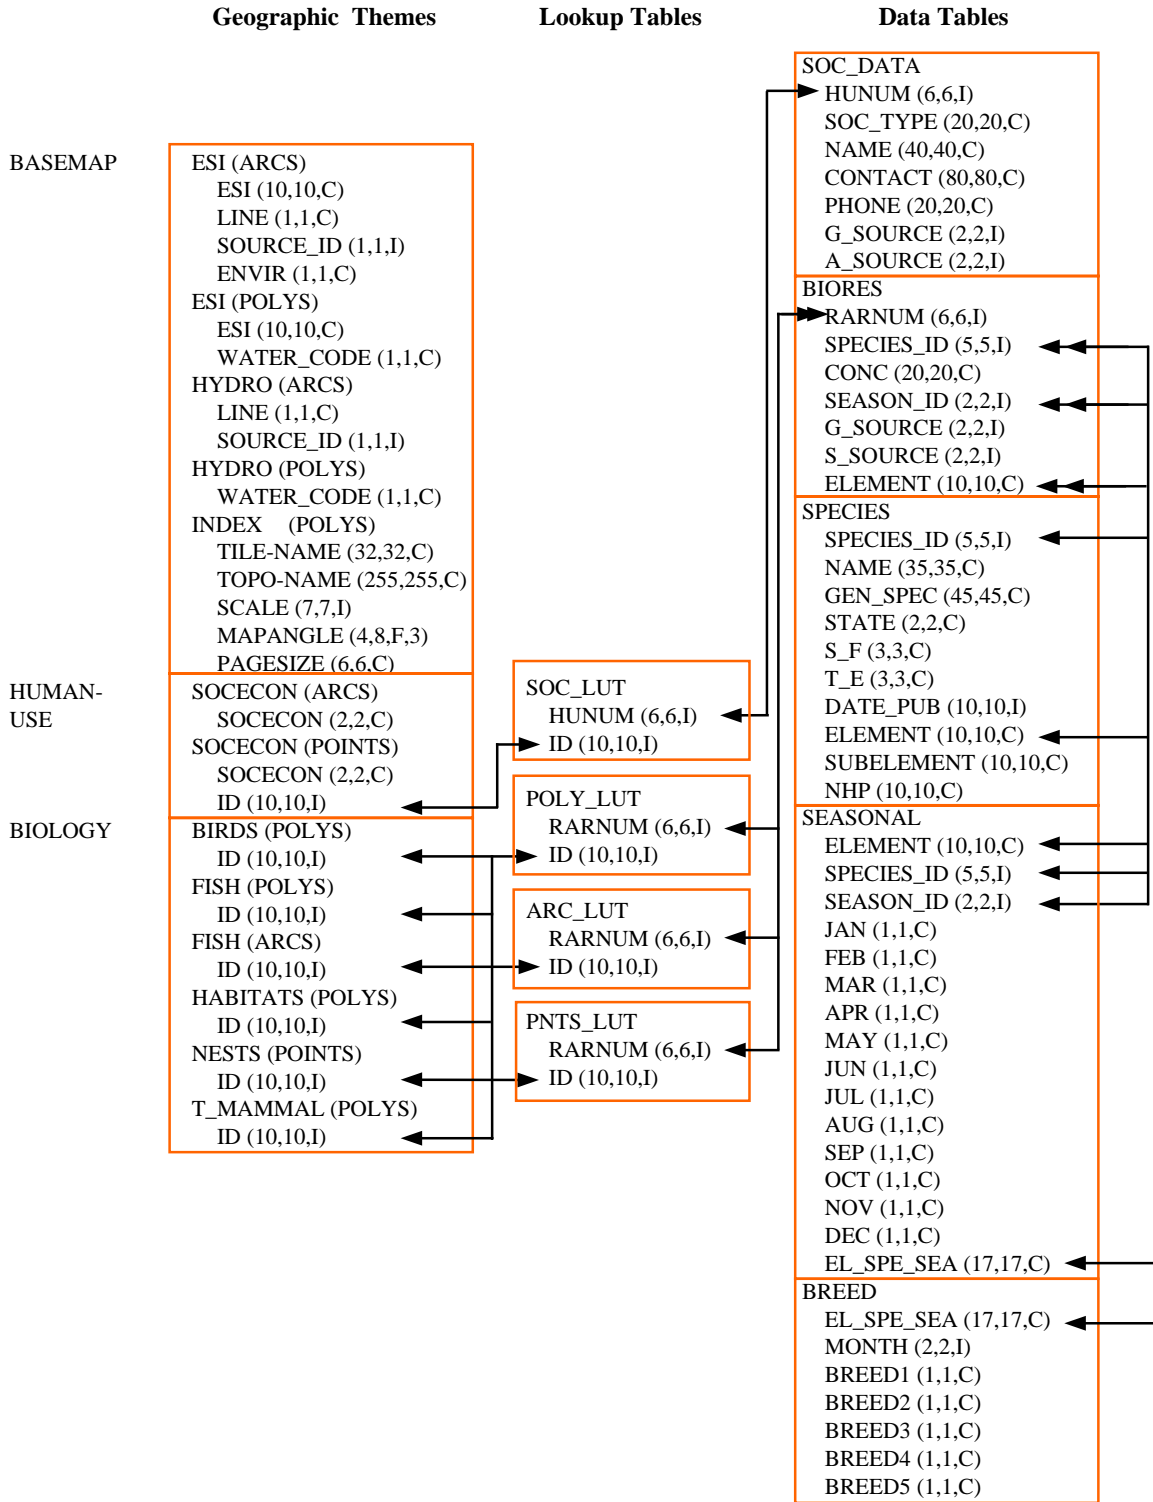 Geographic Themes
Lookup Tables
Data Tables
BASEMAP
ESI (ARCS)
ESI (10,10,C)
LINE (1,1,C)
SOURCE_ID (1,1,I)
ENVIR (1,1,C)
ESI (POLYS)
ESI (10,10,C)
WATER_CODE (1,1,C)
HYDRO (ARCS)
LINE (1,1,C)
SOURCE_ID (1,1,I)
HYDRO (POLYS)
WATER_CODE (1,1,C)
INDEX (POLYS)
TILE-NAME (32,32,C)
TOPO-NAME (255,255,C)
SCALE (7,7,I)
MAPANGLE (4,8,F,3)
PAGESIZE (6,6,C)
HUMAN-
USE
SOCECON (ARCS)
SOCECON (2,2,C)
SOCECON (POINTS)
SOCECON (2,2,C)
ID (10,10,I)
BIOLOGY
BIRDS (POLYS)
ID (10,10,I)
FISH (POLYS)
ID (10,10,I)
FISH (ARCS)
ID (10,10,I)
HABITATS (POLYS)
ID (10,10,I)
NESTS (POINTS)
ID (10,10,I)
T_MAMMAL (POLYS)
ID (10,10,I)
SOC_LUT
HUNUM (6,6,I)
ID (10,10,I)
POLY_LUT
RARNUM (6,6,I)
ID (10,10,I)
ARC_LUT
RARNUM (6,6,I)
ID (10,10,I)
PNTS_LUT
RARNUM (6,6,I)
ID (10,10,I)
SOC_DATA
HUNUM (6,6,I)
SOC_TYPE (20,20,C)
NAME (40,40,C)
CONTACT (80,80,C)
PHONE (20,20,C)
G_SOURCE (2,2,I)
A_SOURCE (2,2,I)
BIORES
RARNUM (6,6,I)
SPECIES_ID (5,5,I)
CONC (20,20,C)
SEASON_ID (2,2,I)
G_SOURCE (2,2,I)
S_SOURCE (2,2,I)
ELEMENT (10,10,C)
SPECIES
SPECIES_ID (5,5,I)
NAME (35,35,C)
GEN_SPEC (45,45,C)
STATE (2,2,C)
S_F (3,3,C)
T_E (3,3,C)
DATE_PUB (10,10,I)
ELEMENT (10,10,C)
SUBELEMENT (10,10,C)
NHP (10,10,C)
SEASONAL
ELEMENT (10,10,C)
SPECIES_ID (5,5,I)
SEASON_ID (2,2,I)
JAN (1,1,C)
FEB (1,1,C)
MAR (1,1,C)
APR (1,1,C)
MAY (1,1,C)
JUN (1,1,C)
JUL (1,1,C)
AUG (1,1,C)
SEP (1,1,C)
OCT (1,1,C)
NOV (1,1,C)
DEC (1,1,C)
EL_SPE_SEA (17,17,C)
BREED
EL_SPE_SEA (17,17,C)
MONTH (2,2,I)
BREED1 (1,1,C)
BREED2 (1,1,C)
BREED3 (1,1,C)
BREED4 (1,1,C)
BREED5 (1,1,C)